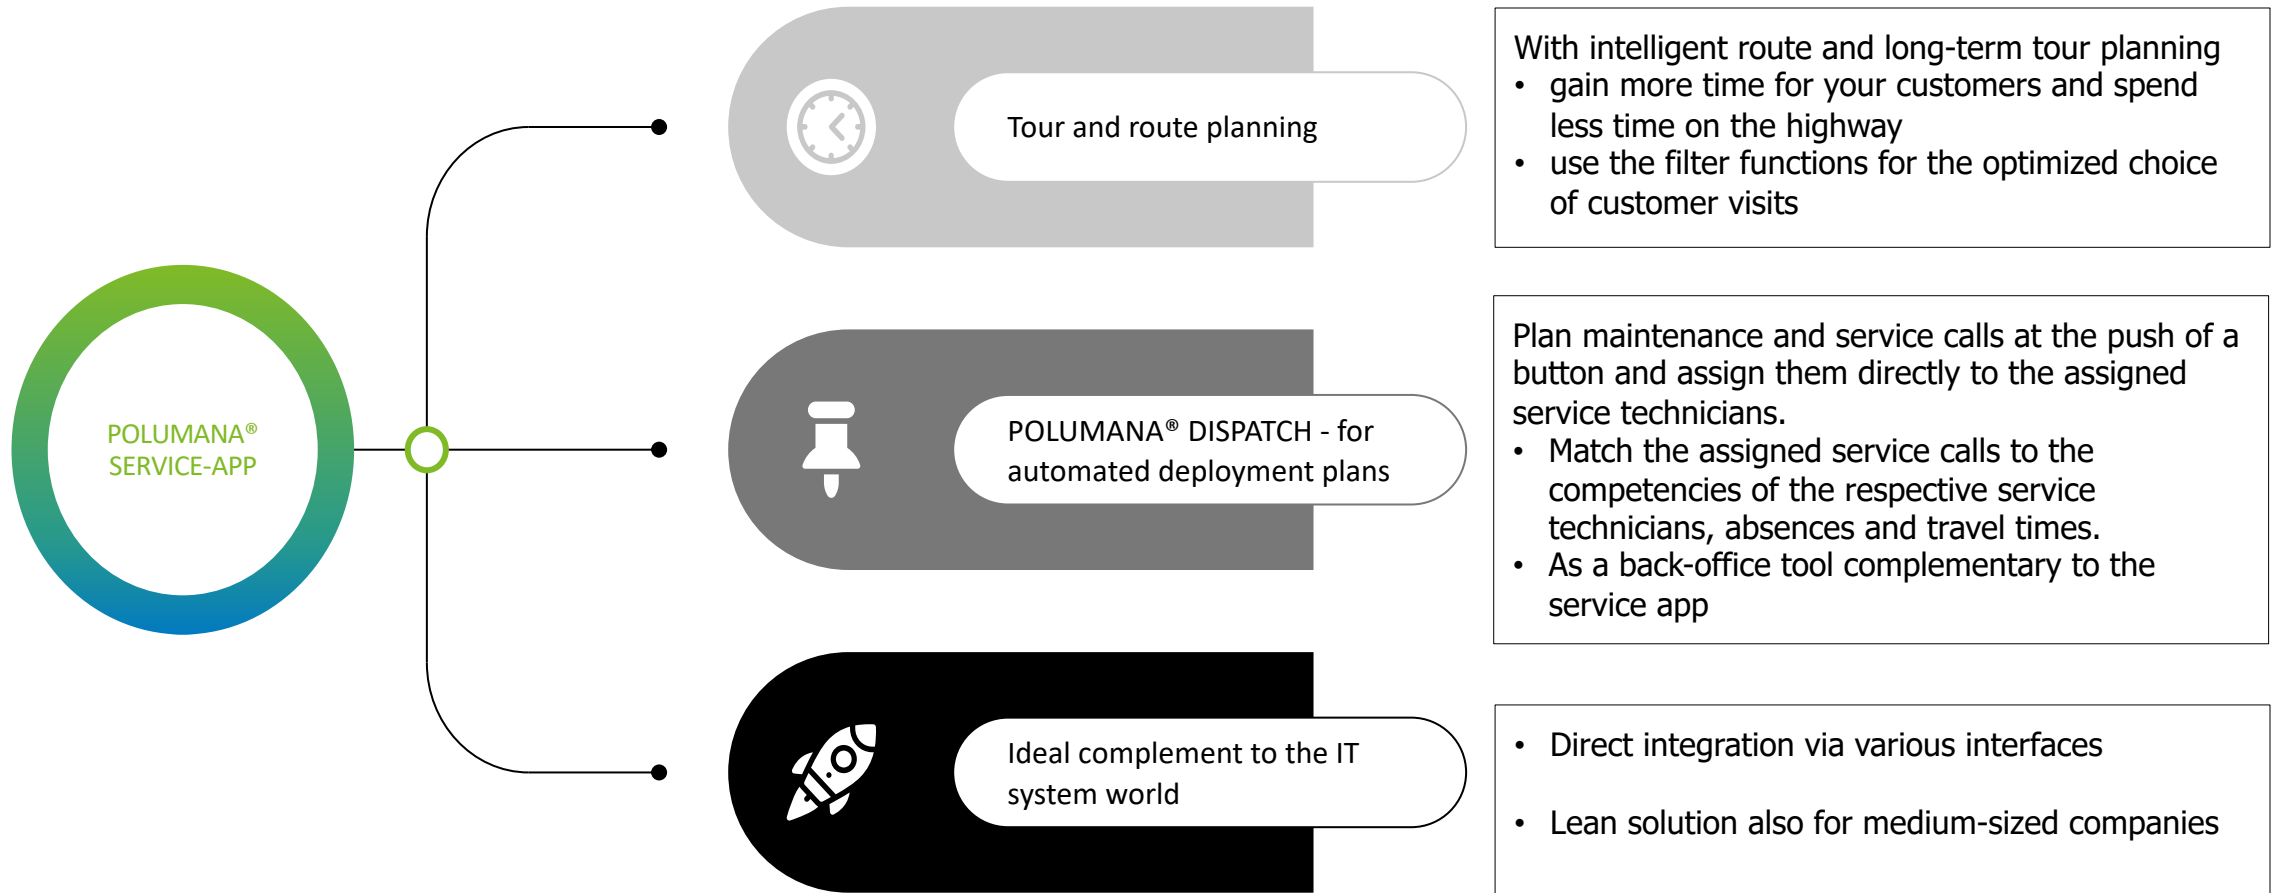 POLUMANA®
SERVICE-APP
Tour and route planning
With intelligent route and long-term tour planning
• gain more time for your customers and spend
less time on the highway
• use the filter functions for the optimized choice
of customer visits
POLUMANA® DISPATCH - for
automated deployment plans
Plan maintenance and service calls at the push of a
button and assign them directly to the assigned
service technicians.
• Match the assigned service calls to the
competencies of the respective service
technicians, absences and travel times.
• As a back-office tool complementary to the
service app
Ideal complement to the IT
system world
• Direct integration via various interfaces
• Lean solution also for medium-sized companies